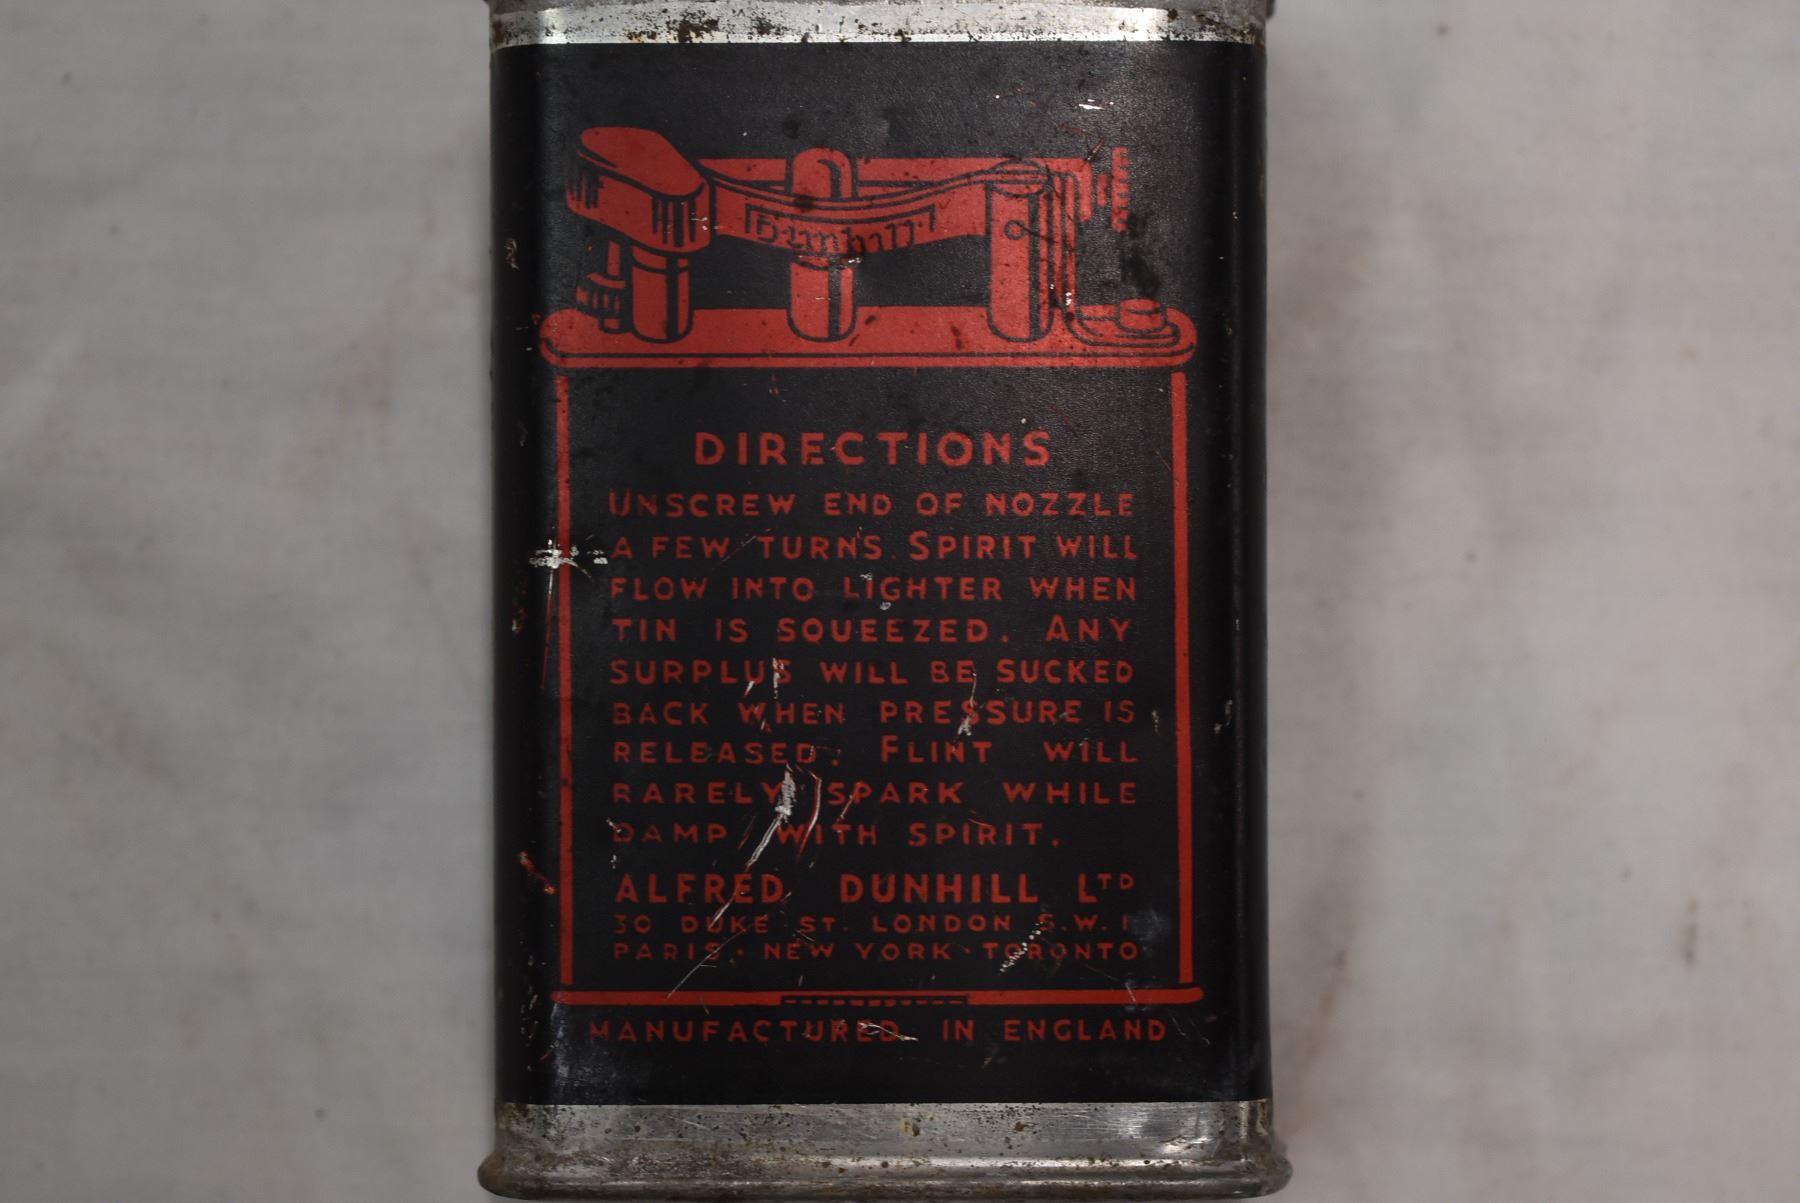 Dunhill
DIRECTIONS
UNSCREW END OF NOZZLE
A FEW TURNS. SPIRIT WILL
FLOW INTO LIGHTER WHEN
TIN IS SQUEEZED. ANY
SURPLUS WILL BE SUCKED
BACK WHEN PRESSURE IS
RELEASED. FLINT WILL
RARELY SPARK WHILE
DAMP WITH SPIRIT.
ALFRED DUNHILL LTD
30 DUKE ST. LONDON S.W.1
PARIS · NEW YORK · TORONTO
MANUFACTURED IN ENGLAND